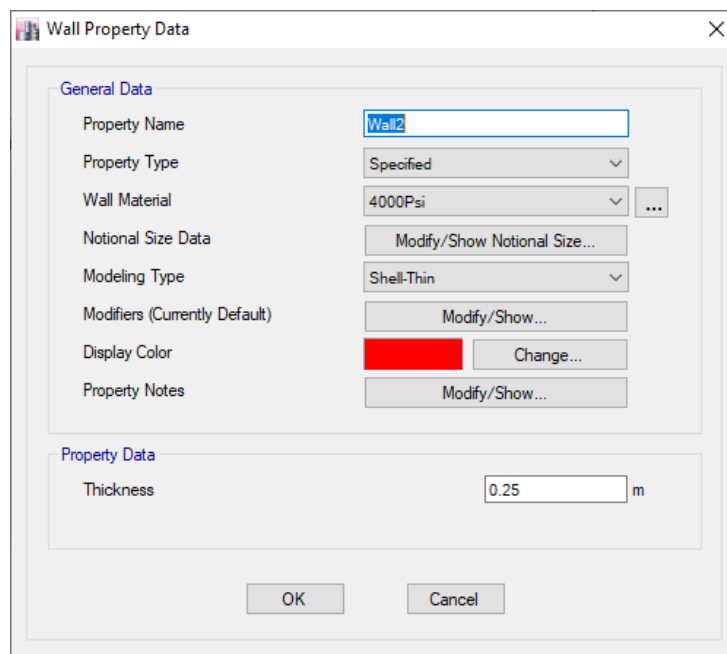 Wall Property Data
General Data
Property Name Wall2
Property Type Specified
Wall Material 4000Psi ...
Notional Size Data Modify/Show Notional Size...
Modeling Type Shell-Thin
Modifiers (Currently Default) Modify/Show...
Display Color Change...
Property Notes Modify/Show...
Property Data
Thickness 0.25 m
OK Cancel